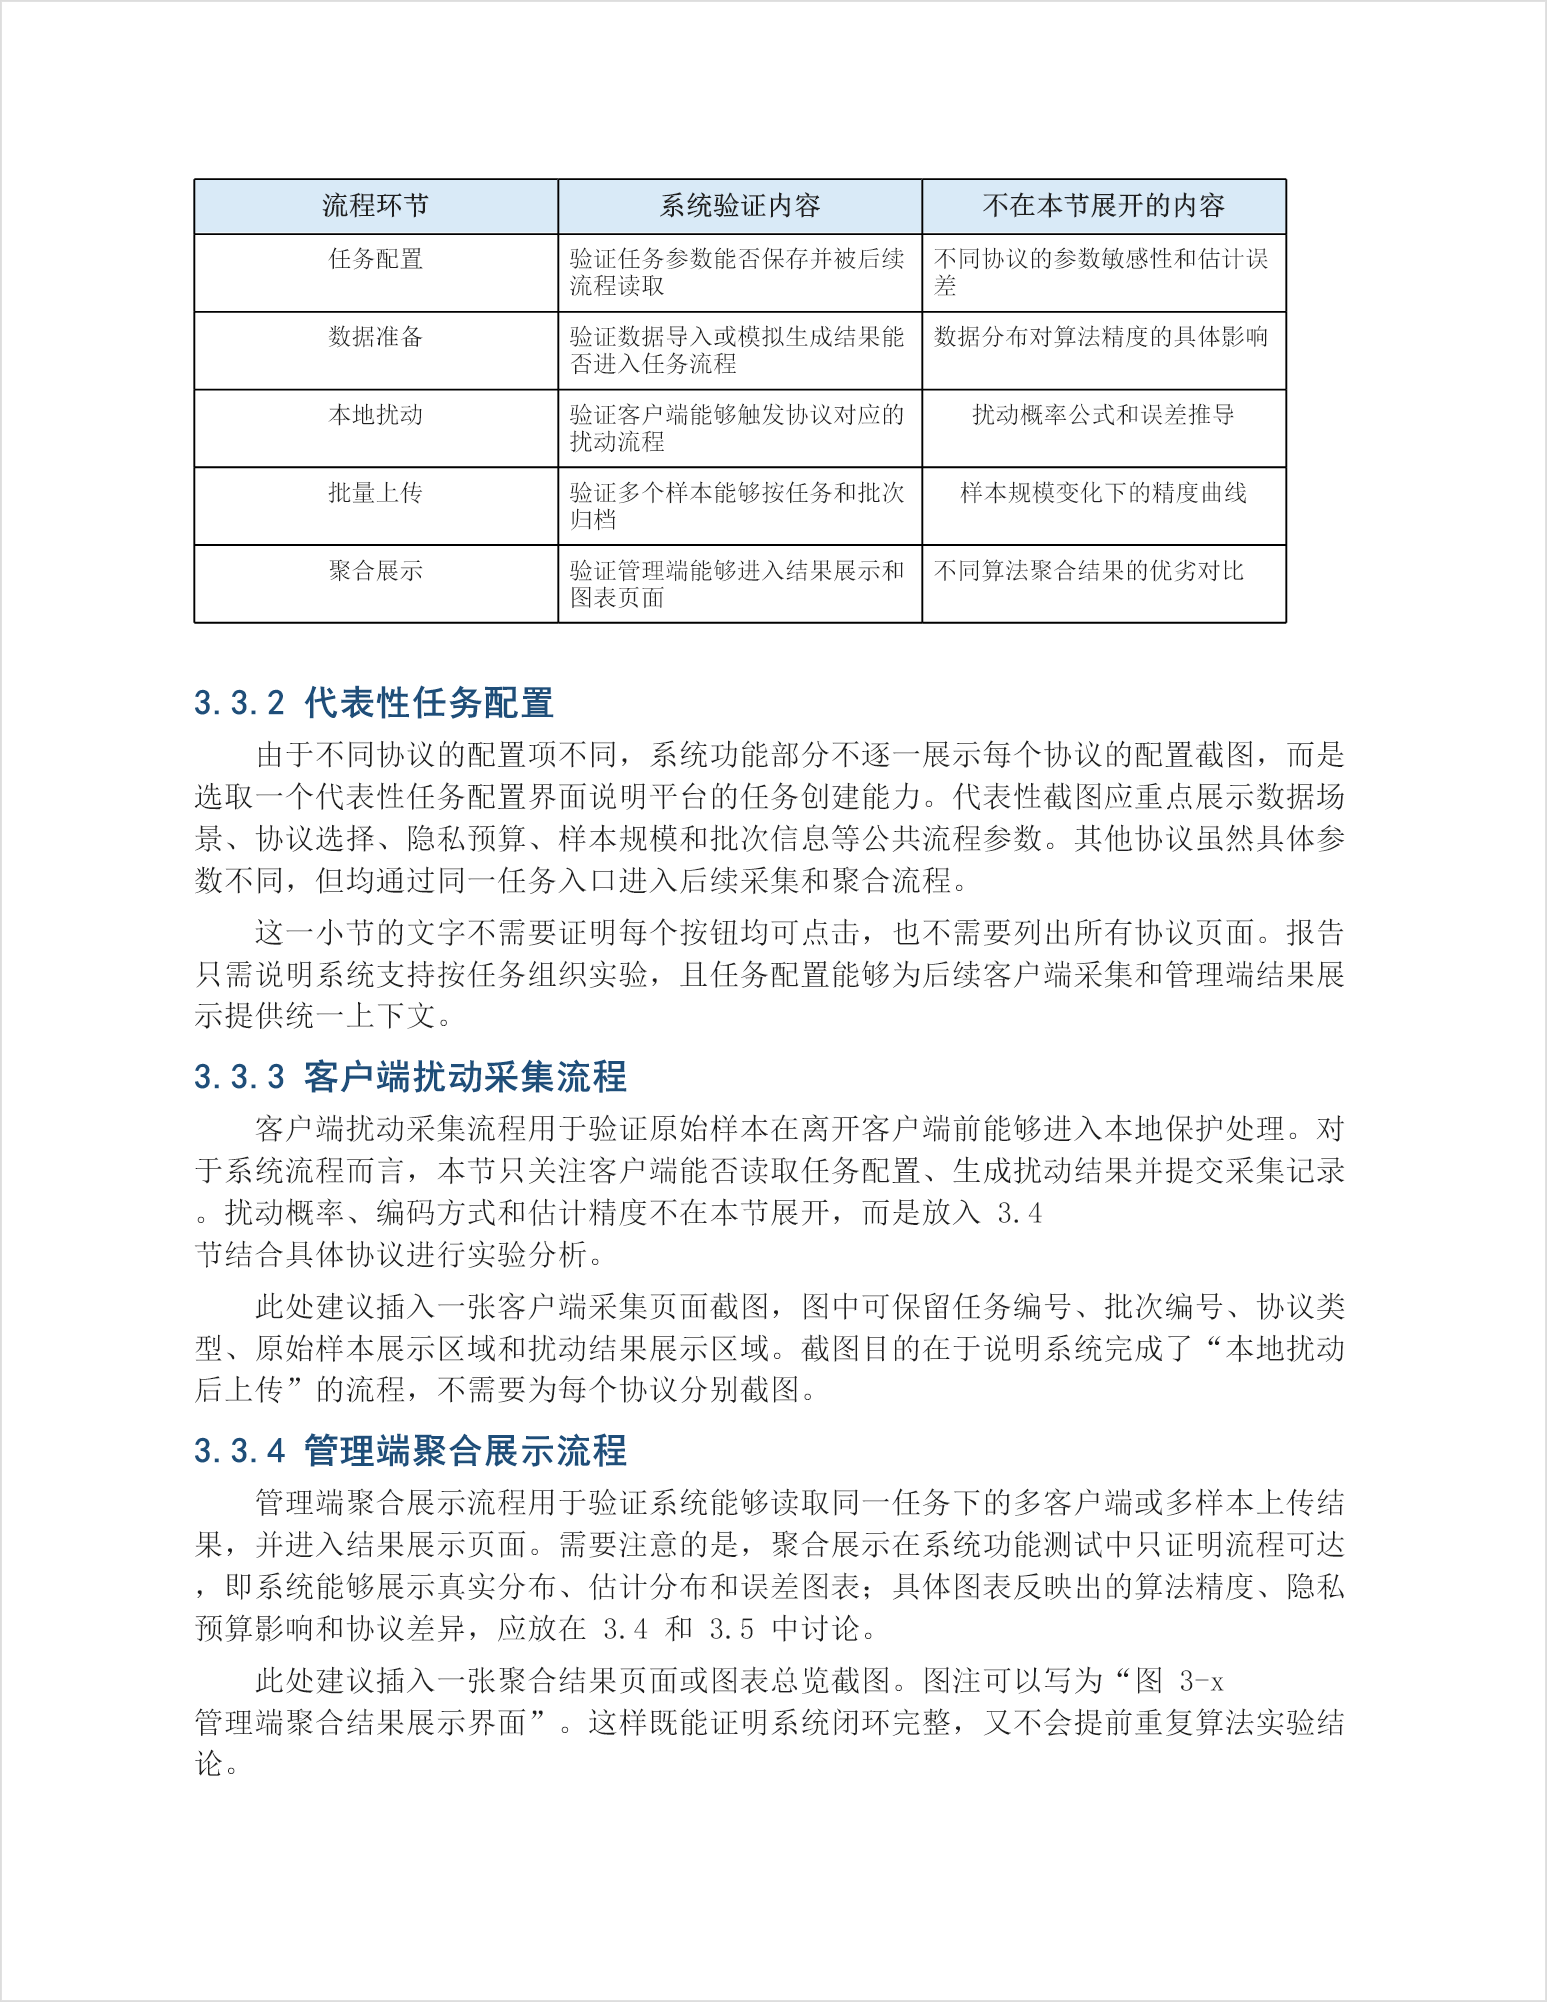 流程环节 系统验证内容 不在本节展开的内容
任务配置 验证任务参数能否保存并被后续 不同协议的参数敏感性和估计误
流程读取 差
数据准备 验证数据导入或模拟生成结果能 数据分布对算法精度的具体影响
否进入任务流程
本地扰动 验证客户端能够触发协议对应的 扰动概率公式和误差推导
扰动流程
批量上传 验证多个样本能够按任务和批次 样本规模变化下的精度曲线
归档
聚合展示 验证管理端能够进入结果展示和 不同算法聚合结果的优劣对比
图表页面
3.3.2 代表性任务配置
由于不同协议的配置项不同，系统功能部分不逐一展示每个协议的配置截图，而是
选取一个代表性任务配置界面说明平台的任务创建能力。代表性截图应重点展示数据场
景、协议选择、隐私预算、样本规模和批次信息等公共流程参数。其他协议虽然具体参
数不同，但均通过同一任务入口进入后续采集和聚合流程。
这一小节的文字不需要证明每个按钮均可点击，也不需要列出所有协议页面。报告
只需说明系统支持按任务组织实验，且任务配置能够为后续客户端采集和管理端结果展
示提供统一上下文。
3.3.3 客户端扰动采集流程
客户端扰动采集流程用于验证原始样本在离开客户端前能够进入本地保护处理。对
于系统流程而言，本节只关注客户端能否读取任务配置、生成扰动结果并提交采集记录
。扰动概率、编码方式和估计精度不在本节展开，而是放入 3.4
节结合具体协议进行实验分析。
此处建议插入一张客户端采集页面截图，图中可保留任务编号、批次编号、协议类
型、原始样本展示区域和扰动结果展示区域。截图目的在于说明系统完成了“本地扰动
后上传”的流程，不需要为每个协议分别截图。
3.3.4 管理端聚合展示流程
管理端聚合展示流程用于验证系统能够读取同一任务下的多客户端或多样本上传结
果，并进入结果展示页面。需要注意的是，聚合展示在系统功能测试中只证明流程可达
，即系统能够展示真实分布、估计分布和误差图表；具体图表反映出的算法精度、隐私
预算影响和协议差异，应放在 3.4 和 3.5 中讨论。
此处建议插入一张聚合结果页面或图表总览截图。图注可以写为“图 3-x
管理端聚合结果展示界面”。这样既能证明系统闭环完整，又不会提前重复算法实验结
论。